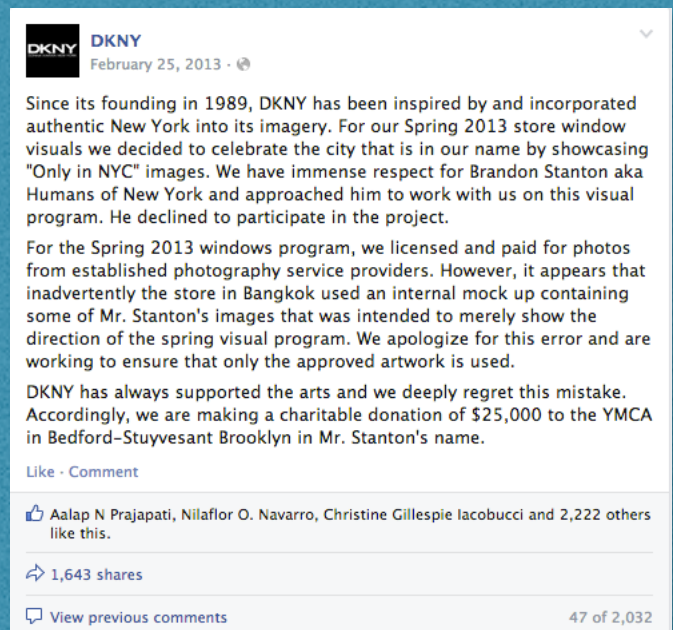 DKNY
DKNY
February 25, 2013 ·
Since its founding in 1989, DKNY has been inspired by and incorporated
authentic New York into its imagery. For our Spring 2013 store window
visuals we decided to celebrate the city that is in our name by showcasing
"Only in NYC" images. We have immense respect for Brandon Stanton aka
Humans of New York and approached him to work with us on this visual
program. He declined to participate in the project.
For the Spring 2013 windows program, we licensed and paid for photos
from established photography service providers. However, it appears that
inadvertently the store in Bangkok used an internal mock up containing
some of Mr. Stanton's images that was intended to merely show the
direction of the spring visual program. We apologize for this error and are
working to ensure that only the approved artwork is used.
DKNY has always supported the arts and we deeply regret this mistake.
Accordingly, we are making a charitable donation of $25,000 to the YMCA
in Bedford-Stuyvesant Brooklyn in Mr. Stanton's name.
Like · Comment
Aalap N Prajapati, Nilaflor O. Navarro, Christine Gillespie Iacobucci and 2,222 others
like this.
1,643 shares
View previous comments 47 of 2,032